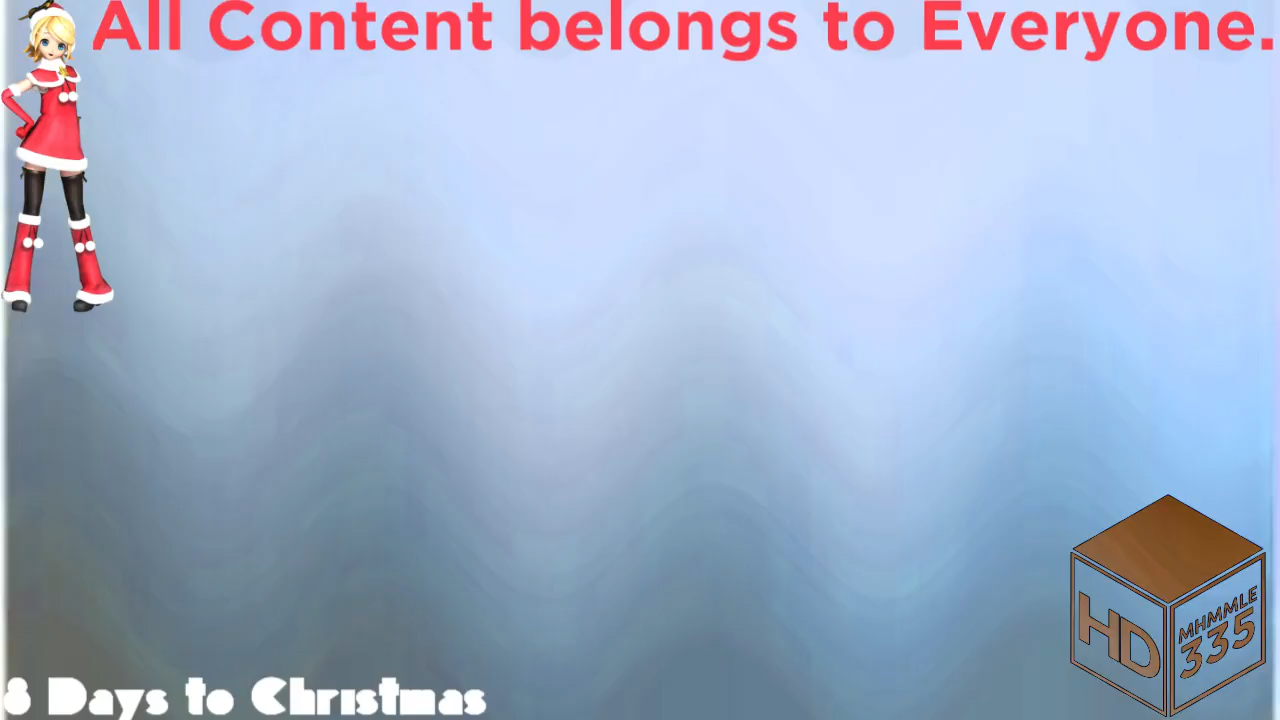 All Content belongs to Everyone.
HD
MHMMLE
335
8 Days to Christmas